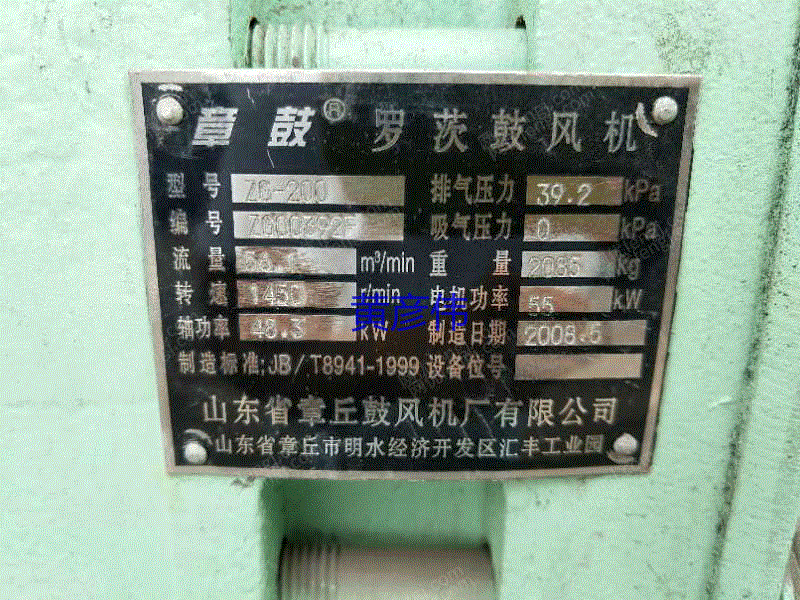 章鼓® 罗茨鼓风机
型号 ZG-200 排气压力 39.2 kPa
编号 吸气压力 0 kPa
流量 m³/min 重量 2085 kg
转速 1450 r/min 电机功率 55 kW
轴功率 48.3 kW 制造日期 2008.6
制造标准:JB/T8941-1999 设备位号
山东省章丘鼓风机厂有限公司
山东省章丘市明水经济开发区汇丰工业园
黄彦伟